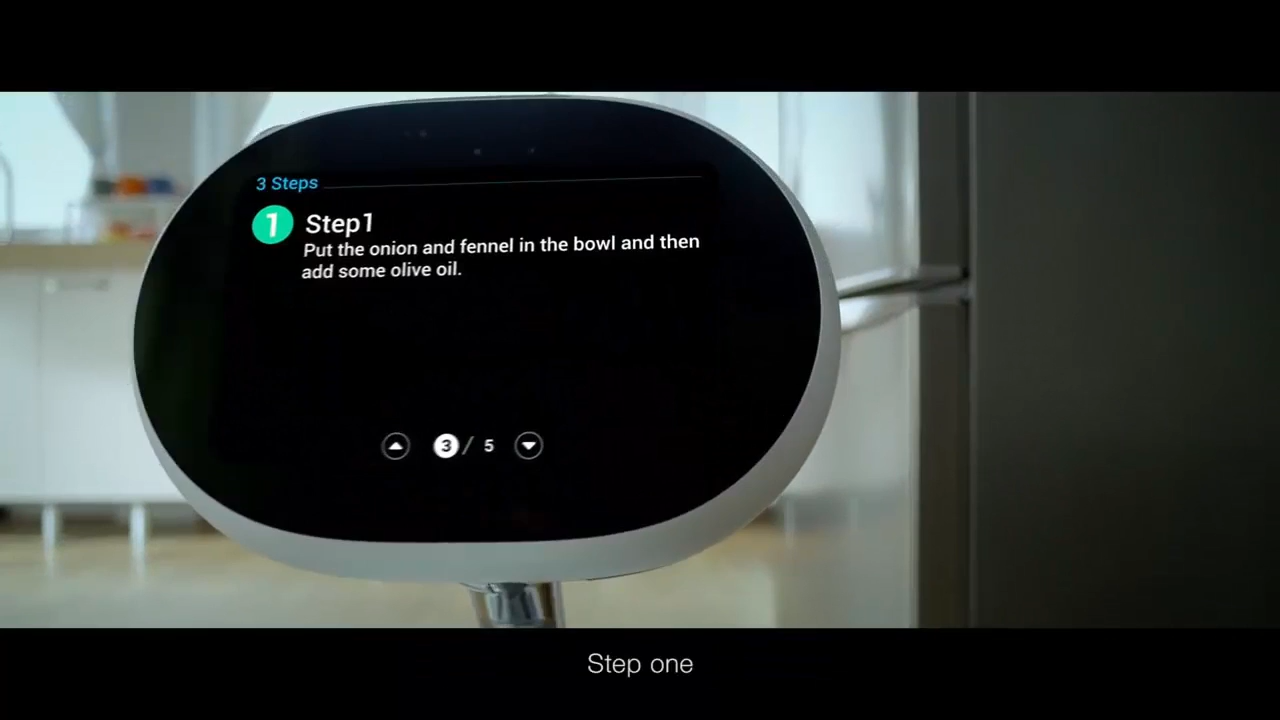 3 Steps
1 Step1
Put the onion and fennel in the bowl and then
add some olive oil.
3 / 5
Step one